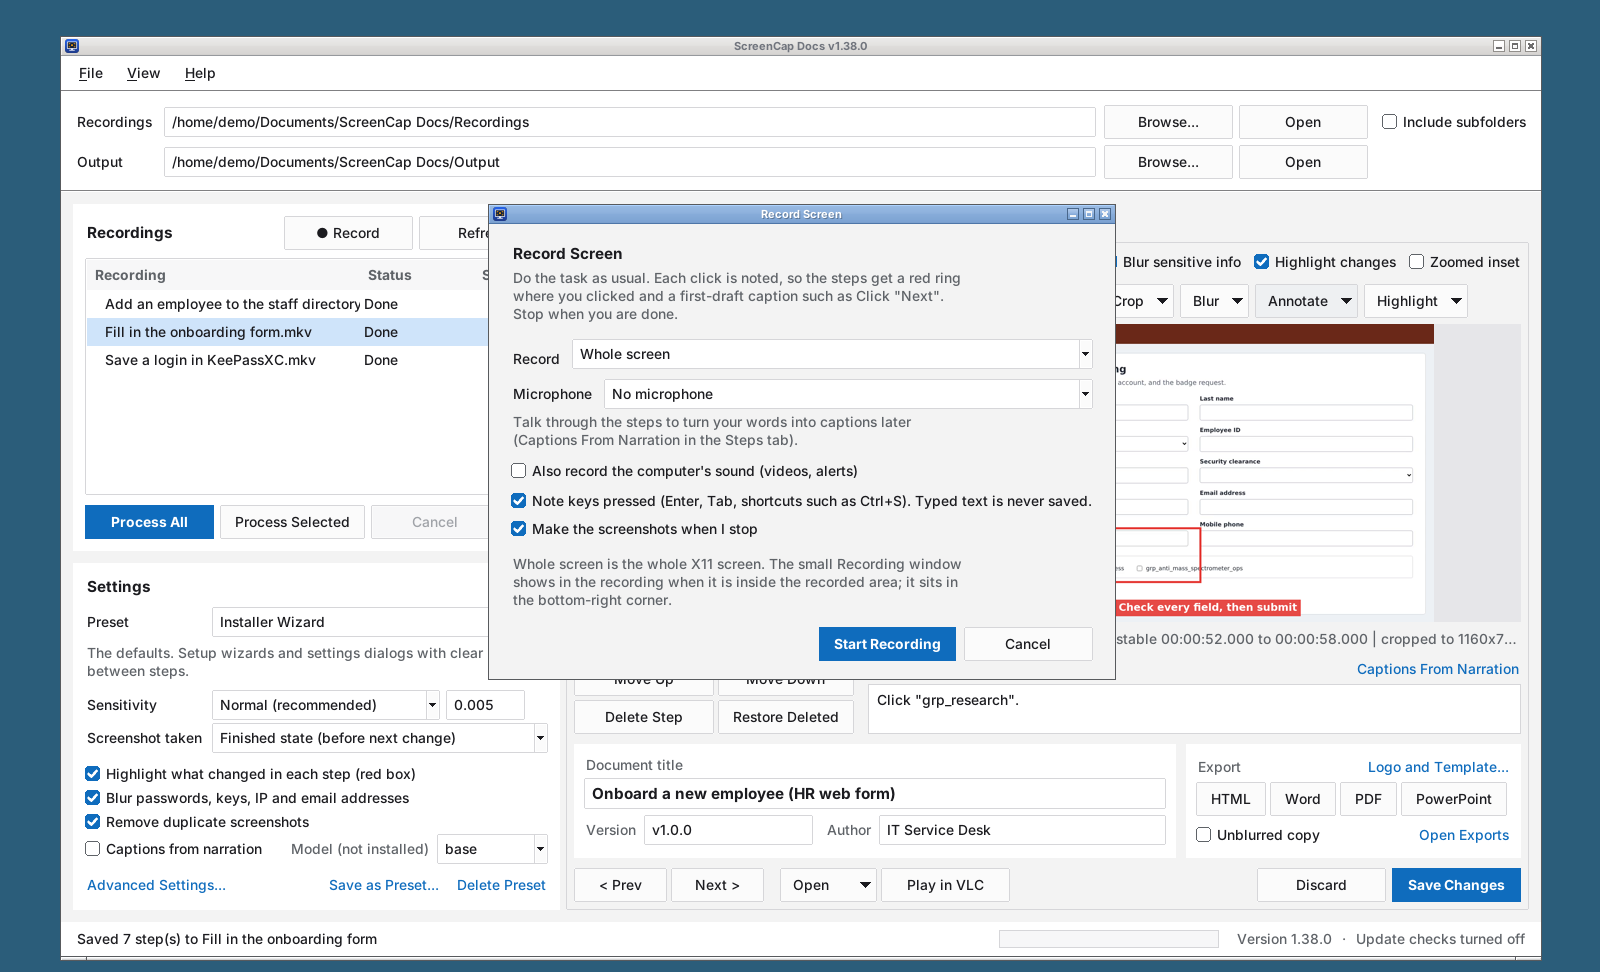 ScreenCap Docs v1.38.0
File View Help
Recordings /home/demo/Documents/ScreenCap Docs/Recordings Browse... Open Include subfolders
Output /home/demo/Documents/ScreenCap Docs/Output Browse... Open
Recordings Record
Recording Status
Add an employee to the staff directory Done
Fill in the onboarding form.mkv Done
Save a login in KeePassXC.mkv Done
Process All Process Selected Cancel
Settings
Preset Installer Wizard
The defaults. Setup wizards and settings dialogs with clear
between steps.
Sensitivity Normal (recommended) 0.005
Screenshot taken Finished state (before next change)
Highlight what changed in each step (red box)
Blur passwords, keys, IP and email addresses
Remove duplicate screenshots
Captions from narration Model (not installed) base
Advanced Settings... Save as Preset... Delete Preset
Record Screen
Record Screen
Do the task as usual. Each click is noted, so the steps get a red ring
where you clicked and a first-draft caption such as Click "Next".
Stop when you are done.
Record Whole screen
Microphone No microphone
Talk through the steps to turn your words into captions later
(Captions From Narration in the Steps tab).
Also record the computer's sound (videos, alerts)
Note keys pressed (Enter, Tab, shortcuts such as Ctrl+S). Typed text is never saved.
Make the screenshots when I stop
Whole screen is the whole X11 screen. The small Recording window
shows in the recording when it is inside the recorded area; it sits in
the bottom-right corner.
Start Recording Cancel
Blur sensitive info Highlight changes Zoomed inset
Crop Blur Annotate Highlight
account, and the badge request.
Last name
Employee ID
Security clearance
Email address
Mobile phone
grp_anti_mass_spectrometer_ops
Check every field, then submit
stable 00:00:52.000 to 00:00:58.000 | cropped to 1160x7...
Captions From Narration
Move Up Move Down
Delete Step Restore Deleted
Click "grp_research".
Document title
Onboard a new employee (HR web form)
Version v1.0.0 Author IT Service Desk
Export Logo and Template...
HTML Word PDF PowerPoint
Unblurred copy Open Exports
< Prev Next > Open Play in VLC Discard Save Changes
Saved 7 step(s) to Fill in the onboarding form Version 1.38.0 · Update checks turned off